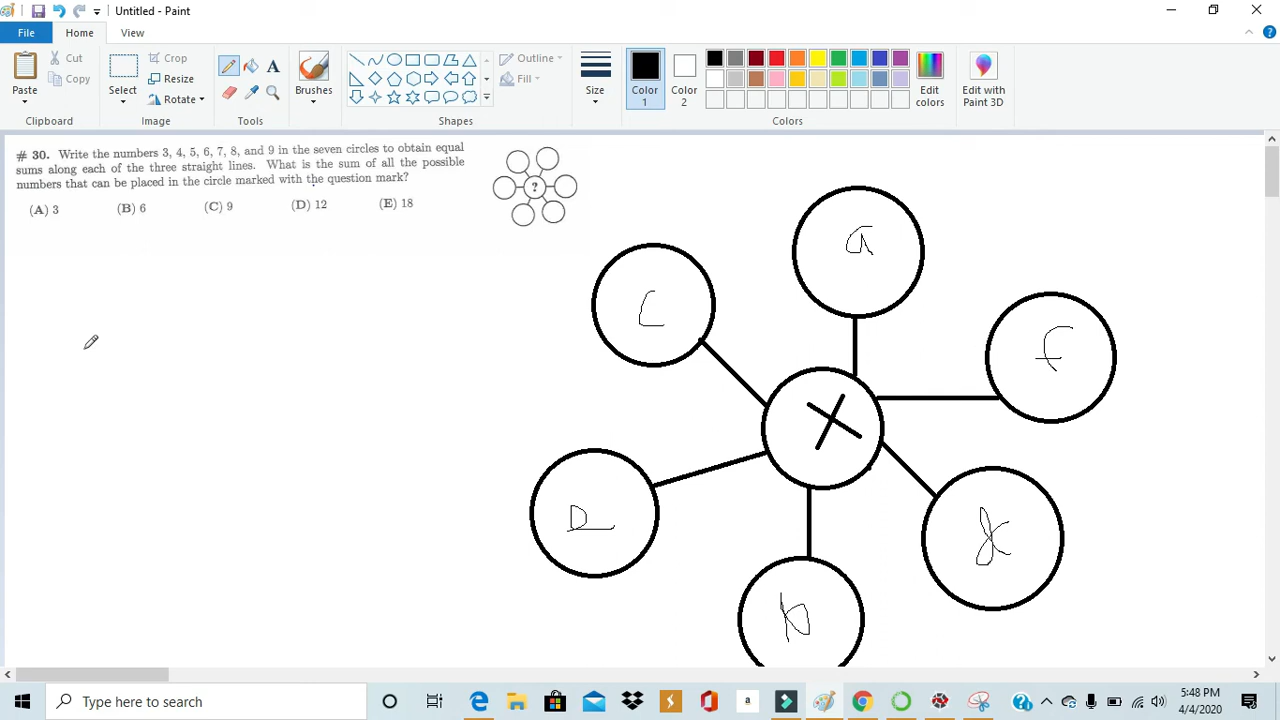 Untitled - Paint
File
Home
View
Paste
Cut
Copy
Clipboard
Select
Crop
Resize
Rotate
Image
A
Tools
Brushes
Shapes
Outline
Fill
Size
Color 1
Color 2
Colors
Edit colors
Edit with Paint 3D
# 30. Write the numbers 3, 4, 5, 6, 7, 8, and 9 in the seven circles to obtain equal
sums along each of the three straight lines. What is the sum of all the possible
numbers that can be placed in the circle marked with the question mark?
(A) 3 (B) 6 (C) 9 (D) 12 (E) 18
?
a
c
f
X
D
b
Type here to search
a
5:48 PM
4/4/2020